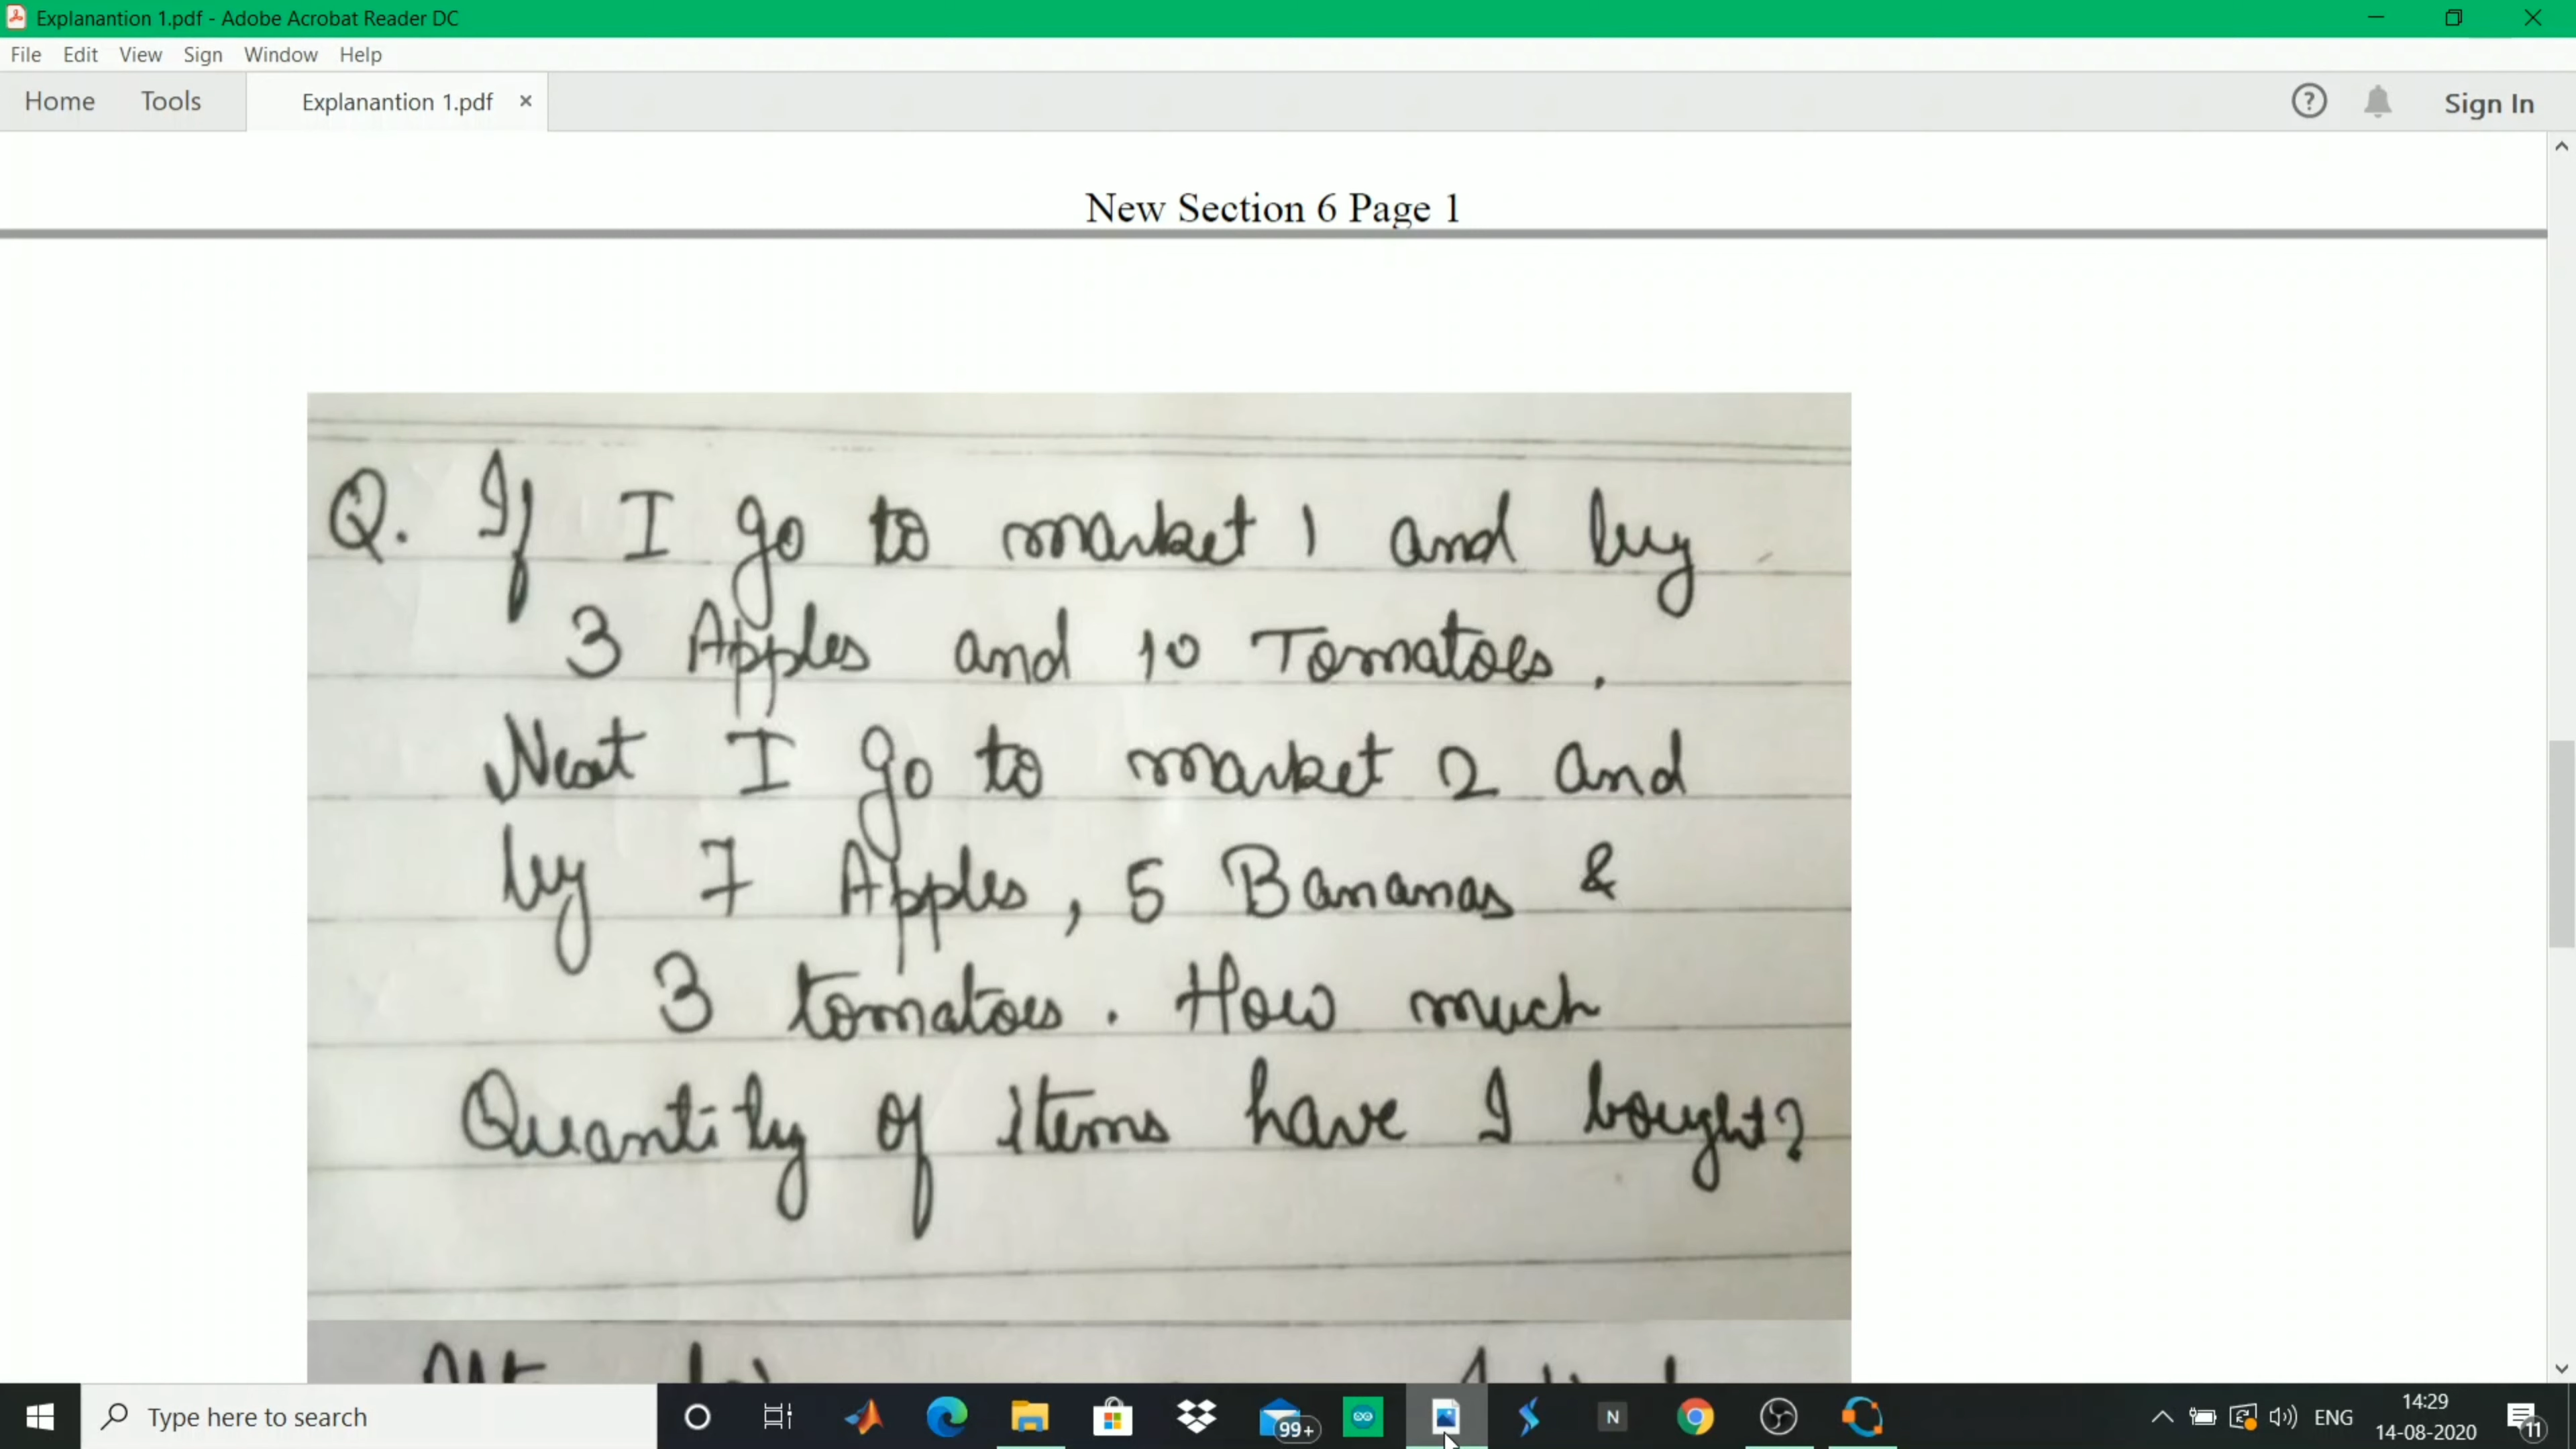 Explanantion 1.pdf - Adobe Acrobat Reader DC
File Edit View Sign Window Help
Home Tools Explanantion 1.pdf × Sign In
New Section 6 Page 1
Q. If I go to market 1 and buy
3 Apples and 10 Tomatoes.
Next I go to market 2 and
buy 7 Apples, 5 Bananas &
3 tomatoes. How much
Quantity of items have I bought?
Type here to search
99+
N
ENG
14:29
14-08-2020
11